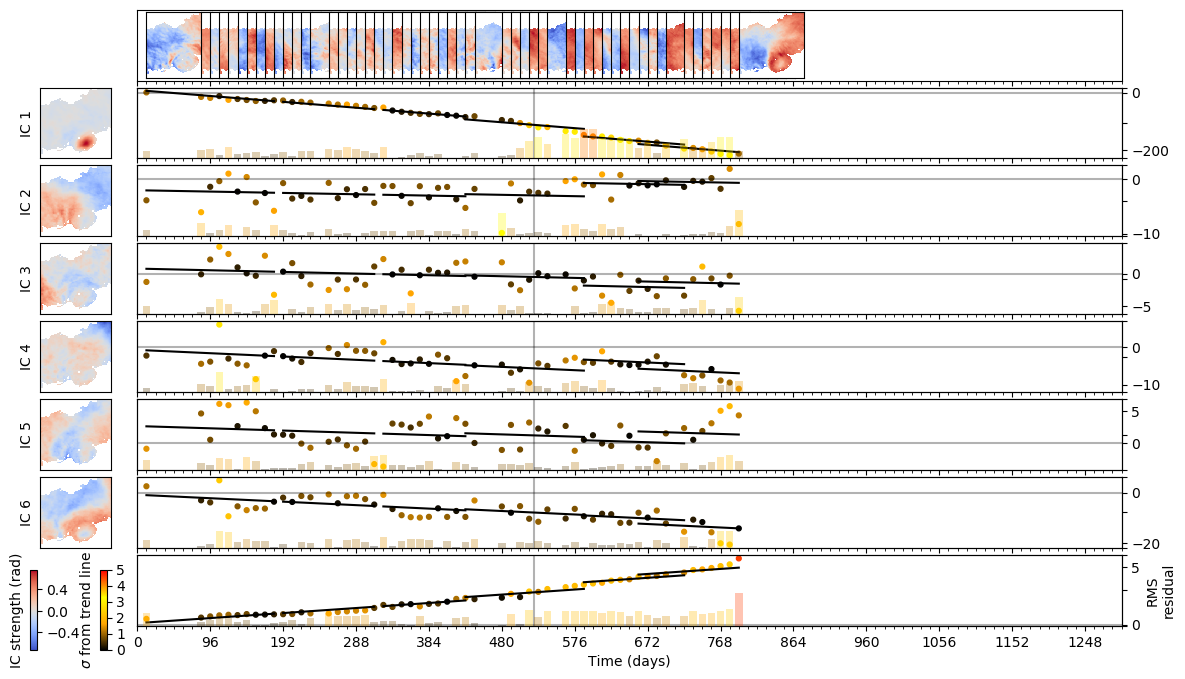 IC 1
0
−200
IC 2
0
−10
IC 3
0
−5
IC 4
0
−10
IC 5
5
0
IC 6
0
−20
IC strength (rad)
0.4
0.0
−0.4
σ from trend line
5
4
3
2
1
0
5
0
RMS
residual
0 96 192 288 384 480 576 672 768 864 960 1056 1152 1248
Time (days)